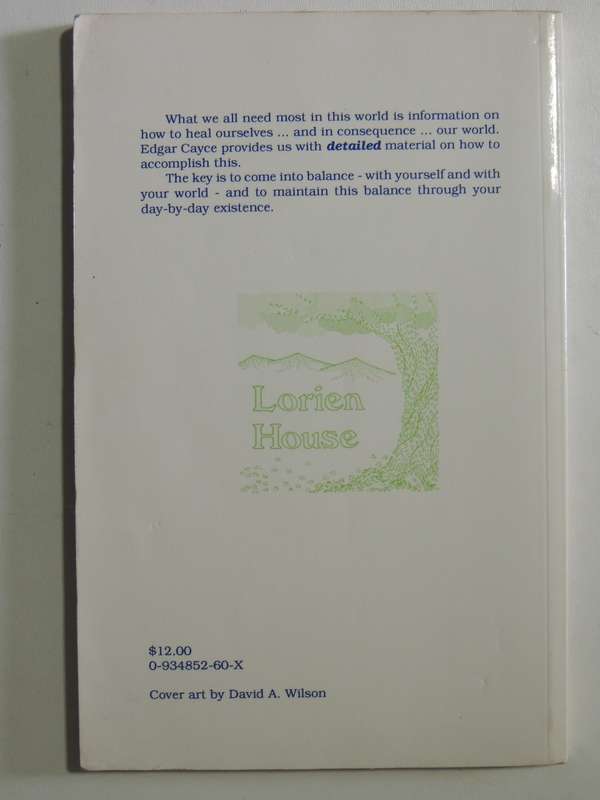 What we all need most in this world is information on
how to heal ourselves ... and in consequence ... our world.
Edgar Cayce provides us with detailed material on how to
accomplish this.
The key is to come into balance - with yourself and with
your world - and to maintain this balance through your
day-by-day existence.
Lorien
House
$12.00
0-934852-60-X
Cover art by David A. Wilson